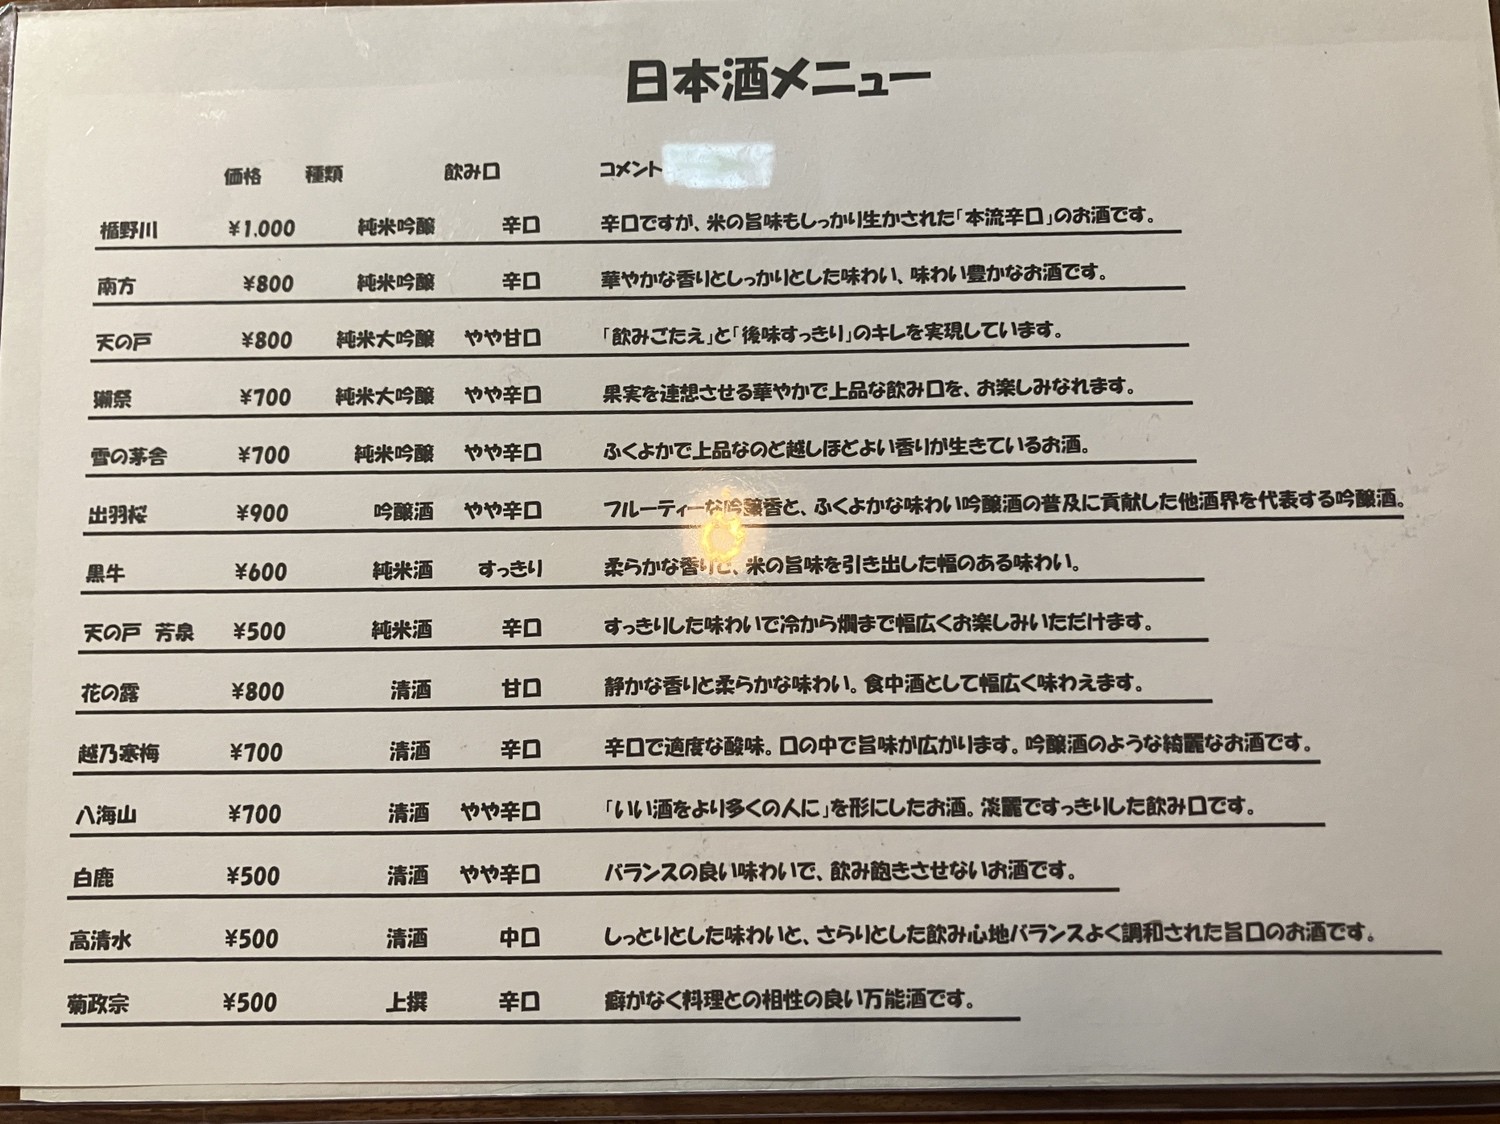 日本酒メニュー
価格 種類 飲み口 コメント
楯野川 ¥1,000 純米吟醸 辛口 辛口ですが、米の旨味もしっかり生かされた「本流辛口」のお酒です。
南方 ¥800 純米吟醸 辛口 華やかな香りとしっかりとした味わい、味わい豊かなお酒です。
天の戸 ¥800 純米大吟醸 やや甘口 「飲みごたえ」と「後味すっきり」のキレを実現しています。
獺祭 ¥700 純米大吟醸 やや辛口 果実を連想させる華やかで上品な飲み口を、お楽しみなれます。
雪の茅舎 ¥700 純米吟醸 やや辛口 ふくよかで上品なのど越しほどよい香りが生きているお酒。
出羽桜 ¥900 吟醸酒 やや辛口 フルーティーな吟醸香と、ふくよかな味わい吟醸酒の普及に貢献した他酒界を代表する吟醸酒。
黒牛 ¥600 純米酒 すっきり 柔らかな香りと、米の旨味を引き出した幅のある味わい。
天の戸 芳泉 ¥500 純米酒 辛口 すっきりした味わいで冷から燗まで幅広くお楽しみいただけます。
花の露 ¥800 清酒 甘口 静かな香りと柔らかな味わい。食中酒として幅広く味わえます。
越乃寒梅 ¥700 清酒 辛口 辛口で適度な酸味。口の中で旨味が広がります。吟醸酒のような綺麗なお酒です。
八海山 ¥700 清酒 やや辛口 「いい酒をより多くの人に」を形にしたお酒。淡麗ですっきりした飲み口です。
白鹿 ¥500 清酒 やや辛口 バランスの良い味わいで、飲み飽きさせないお酒です。
高清水 ¥500 清酒 中口 しっとりとした味わいと、さらりとした飲み心地バランスよく調和された旨口のお酒です。
菊政宗 ¥500 上撰 辛口 癖がなく料理との相性の良い万能酒です。